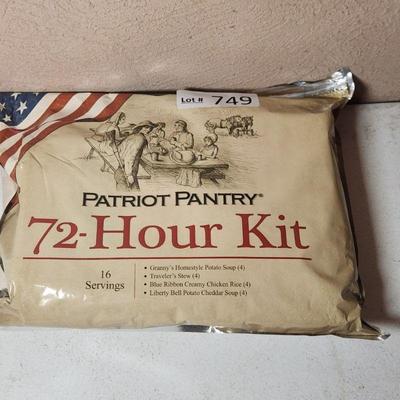 Lot # 749
PATRIOT PANTRY®
72-Hour Kit
16
Servings
• Granny's Homestyle Potato Soup (4)
• Traveler's Stew (4)
• Blue Ribbon Creamy Chicken Rice (4)
• Liberty Bell Potato Cheddar Soup (4)